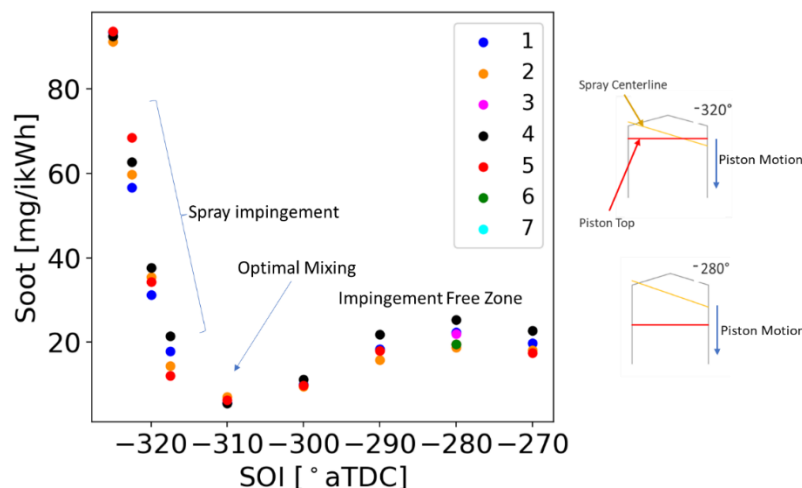 80
60
40
20
Soot [mg/ikWh]
−320 −310 −300 −290 −280 −270
SOI [°aTDC]
1
2
3
4
5
6
7
Spray impingement
Optimal Mixing
Impingement Free Zone
Spray Centerline
-320°
Piston Motion
Piston Top
-280°
Piston Motion